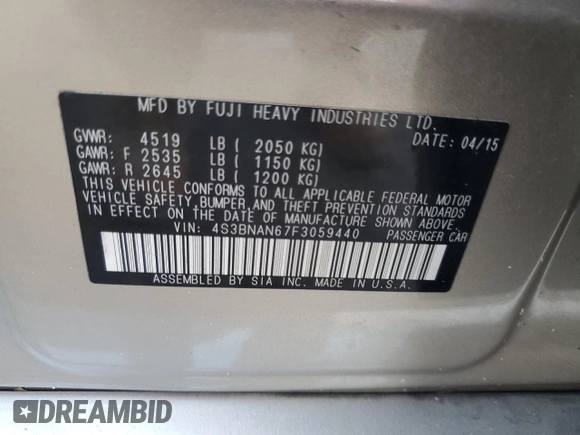 MFD BY FUJI HEAVY INDUSTRIES LTD.
GVWR: 4519 LB ( 2050 KG) DATE: 04/15
GAWR: F 2535 LB ( 1150 KG)
GAWR: R 2645 LB ( 1200 KG)
THIS VEHICLE CONFORMS TO ALL APPLICABLE FEDERAL MOTOR
VEHICLE SAFETY, BUMPER, AND THEFT PREVENTION STANDARDS
IN EFFECT ON THE DATE OF MANUFACTURE SHOWN ABOVE.
VIN: 4S3BNAN67F3059440 PASSENGER CAR
ASSEMBLED BY SIA INC. MADE IN U.S.A.
DREAMBID